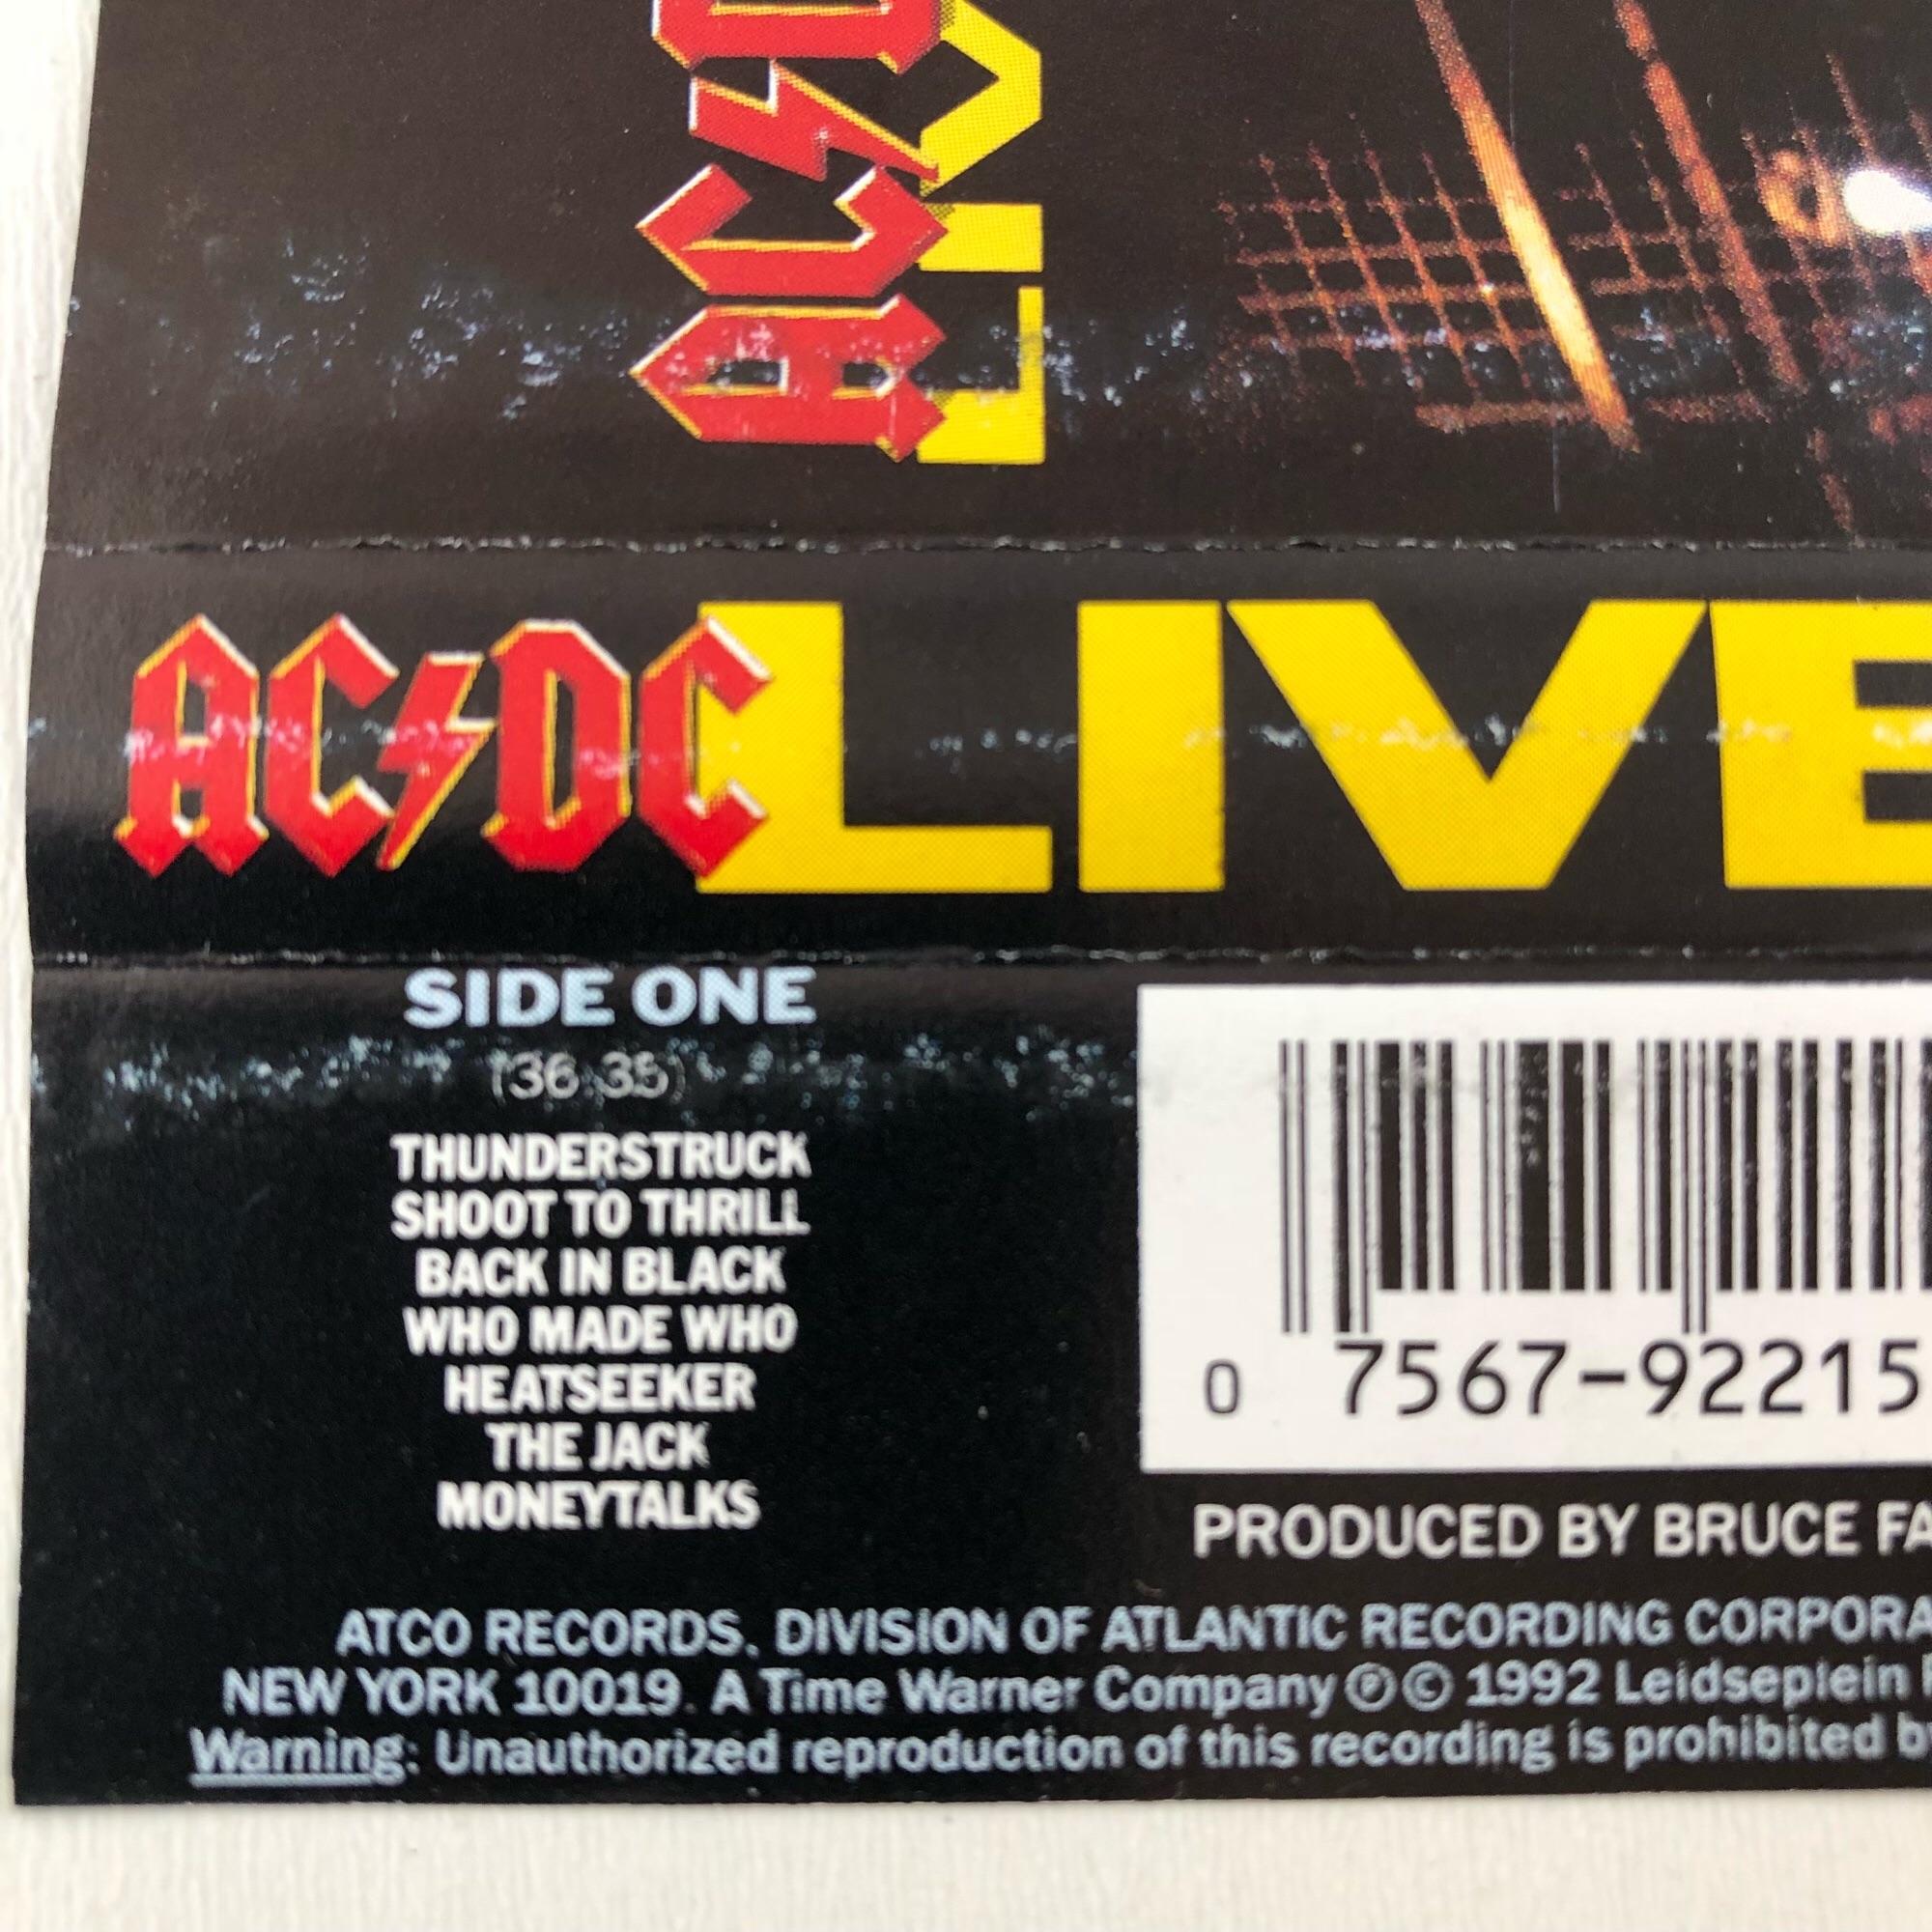 AC/D
LIV
AC/DC LIVE
SIDE ONE
(36:35)
THUNDERSTRUCK
SHOOT TO THRILL
BACK IN BLACK
WHO MADE WHO
HEATSEEKER
THE JACK
MONEYTALKS
0 7567-92215
PRODUCED BY BRUCE FA
ATCO RECORDS, DIVISION OF ATLANTIC RECORDING CORPORA
NEW YORK 10019. A Time Warner Company ℗ © 1992 Leidseplein
Warning: Unauthorized reproduction of this recording is prohibited b